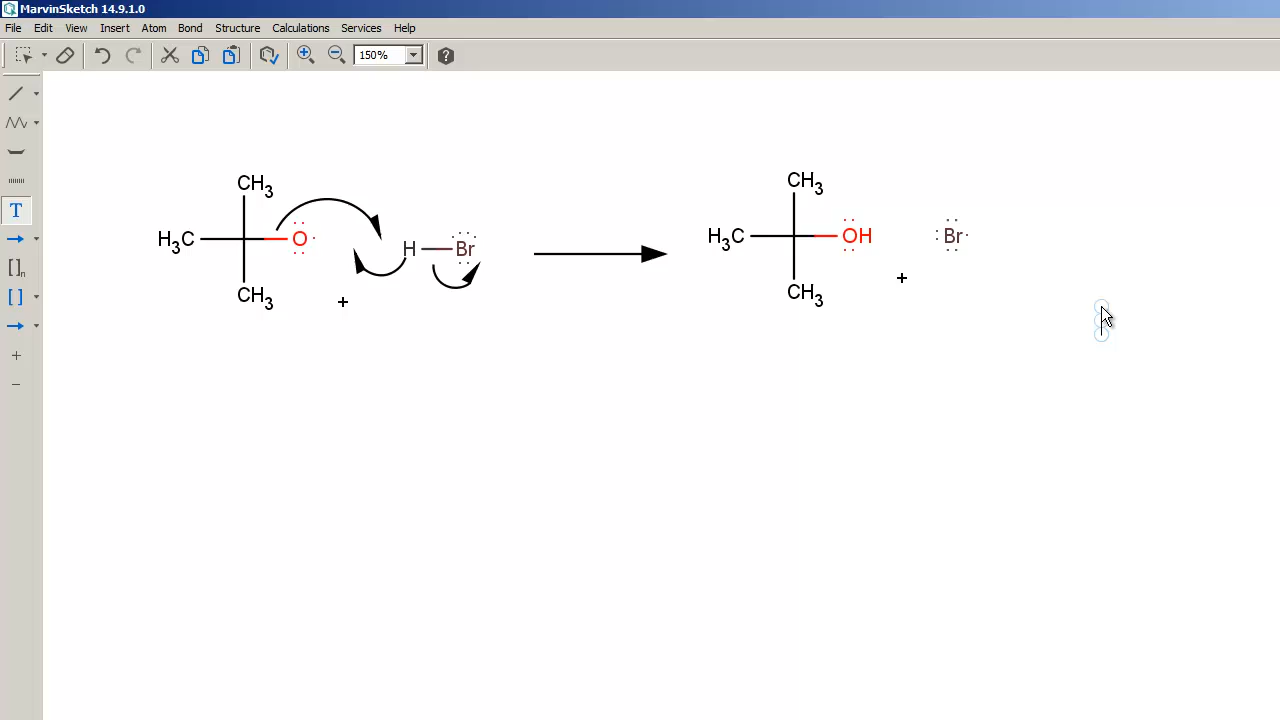 MarvinSketch 14.9.1.0
File Edit View Insert Atom Bond Structure Calculations Services Help
150% ?
T
[ ]n
[ ]
+
−
CH3
H3C O
CH3
+
H Br
CH3
H3C OH
CH3
+
Br